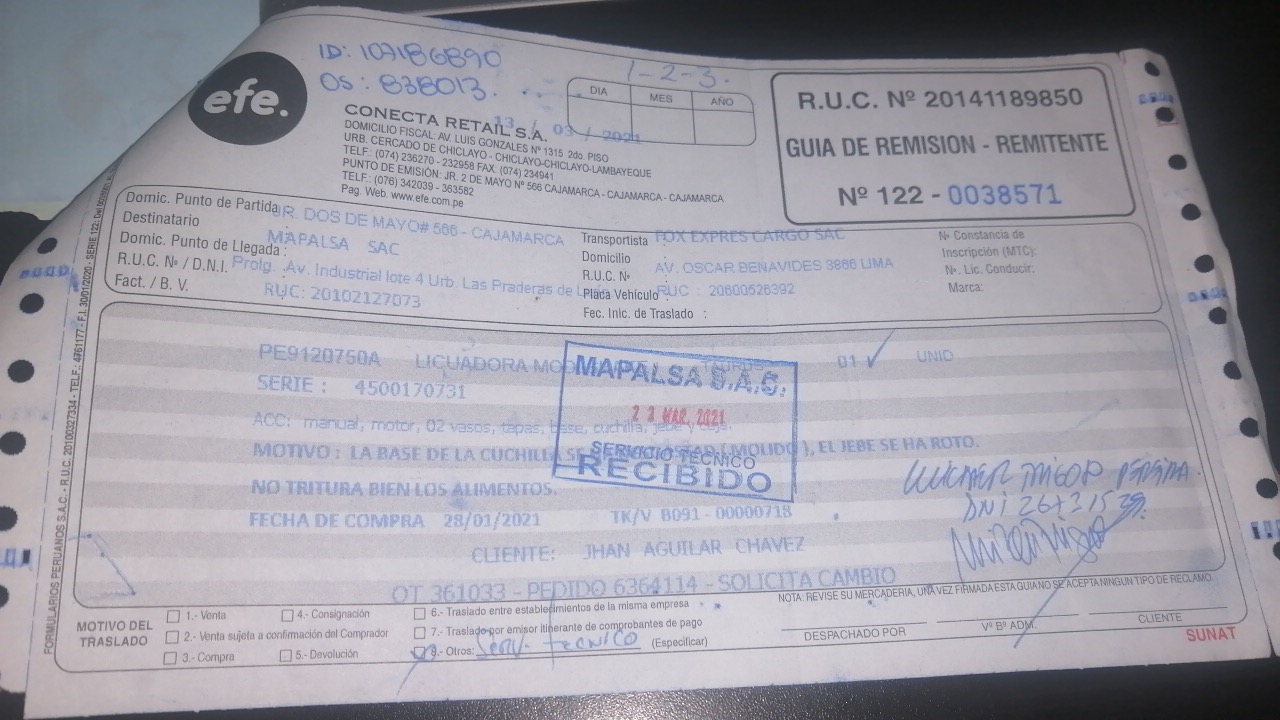 ID: 107186890
OS: 838013.
1-2-3.
efe.
DIA MES AÑO
13 / 03 / 2021
CONECTA RETAIL S.A.
DOMICILIO FISCAL: AV. LUIS GONZALES Nº 1315 2do. PISO
URB. CERCADO DE CHICLAYO - CHICLAYO-CHICLAYO-LAMBAYEQUE
TELF.: (074) 236270 - 232958 FAX. (074) 234941
PUNTO DE EMISIÓN: JR. 2 DE MAYO Nº 566 CAJAMARCA - CAJAMARCA - CAJAMARCA
TELF.: (076) 342039 - 363582
Pag. Web. www.efe.com.pe
R.U.C. Nº 20141189850
GUIA DE REMISION - REMITENTE
Nº 122 - 0038571
Domic. Punto de Partida JR. DOS DE MAYO# 566 - CAJAMARCA
Destinatario MAPALSA SAC
Domic. Punto de Llegada : Prolg. Av. Industrial lote 4 Urb. Las Praderas de
R.U.C. Nº / D.N.I. RUC: 20102127073
Fact. / B. V.
Transportista FOX EXPRES CARGO SAC
Domicilio : AV. OSCAR BENAVIDES 3866 LIMA
R.U.C. Nº RUC : 20600526392
Placa Vehículo
Fec. Inic. de Traslado :
Nº Constancia de
Inscripción (MTC):
Nº. Lic. Conducir:
Marca:
PE9120750A LICUADORA 01 UNID
SERIE : 4500170731
ACC: manual, motor, 02 vasos, tapas, base, cuchilla, jebe y
MOTIVO : LA BASE DE LA CUCHILLA (MOLIDO), EL JEBE SE HA ROTO.
NO TRITURA BIEN LOS ALIMENTOS.
FECHA DE COMPRA 28/01/2021 TK/V B091 - 00000718
CLIENTE: JHAN AGUILAR CHAVEZ
OT 361033 - PEDIDO 6364114 - SOLICITA CAMBIO
MAPALSA S.A.C.
MAR. 2021
SERVICIO TECNICO
RECIBIDO
DNI
NOTA: REVISE SU MERCADERIA, UNA VEZ FIRMADA ESTA GUIA NO SE ACEPTA NINGUN TIPO DE RECLAMO
MOTIVO DEL
TRASLADO
1.- Venta
2.- Venta sujeta a confirmación del Comprador
3.- Compra
4.- Consignación
5.- Devolución
6.- Traslado entre establecimientos de la misma empresa
7.- Traslado por emisor itinerante de comprobantes de pago
Otros: Serv. tecnico (Especificar)
DESPACHADO POR
Vº Bº ADM.
CLIENTE
SUNAT
FORMULARIOS PERUANOS S.A.C. - R.U.C. 20100027334 - TELF.: 4761177 - F.I. 30/01/2020 - SERIE 122: